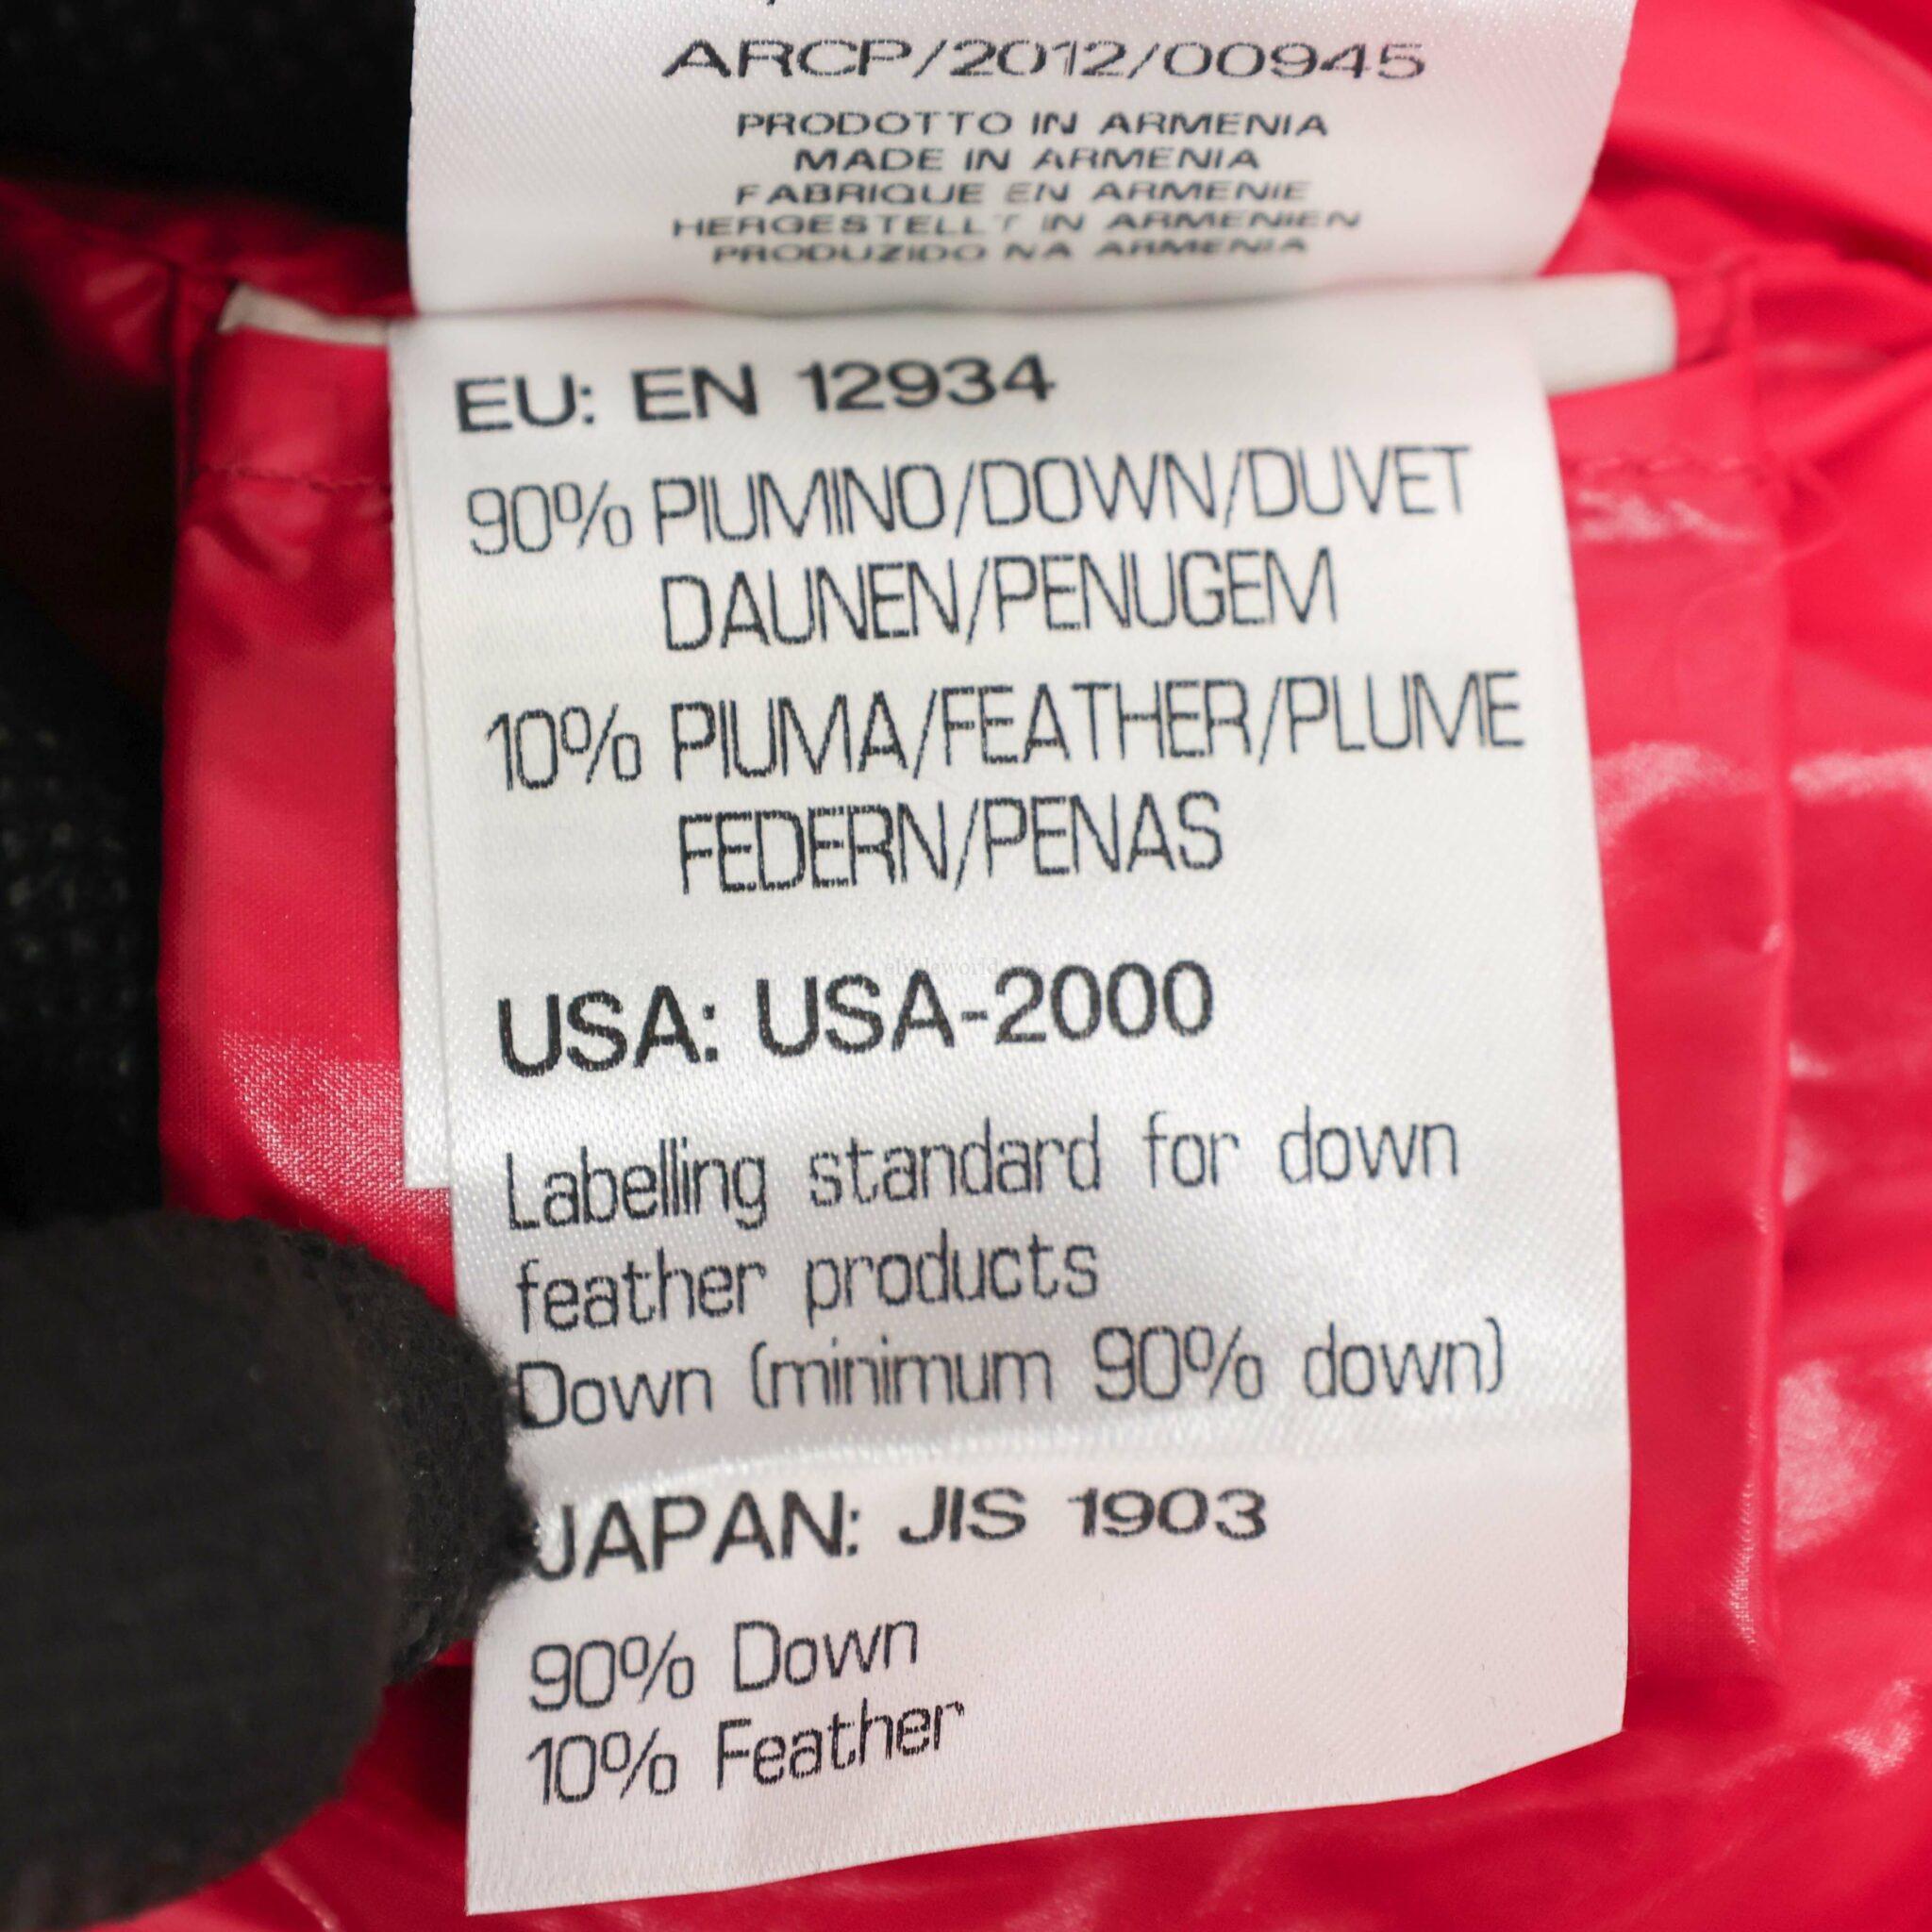 ARCP/2012/00945
PRODOTTO IN ARMENIA
MADE IN ARMENIA
FABRIQUE EN ARMENIE
HERGESTELLT IN ARMENIEN
PRODUZIDO NA ARMENIA
EU: EN 12934
90% PIUMINO/DOWN/DUVET
DAUNEN/PENUGEM
10% PIUMA/FEATHER/PLUME
FEDERN/PENAS
USA: USA-2000
Labelling standard for down
feather products
Down (minimum 90% down)
JAPAN: JIS 1903
90% Down
10% Feather